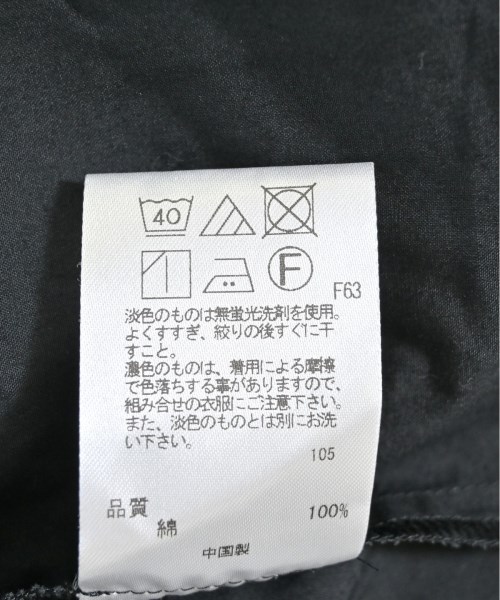 40
F
F63
淡色のものは無蛍光洗剤を使用。
よくすすぎ、絞りの後すぐに干
すこと。
濃色のものは、着用による摩擦
で色落ちする事がありますので、
組み合せの衣服にご注意下さい。
また、淡色のものとは別にお洗
い下さい。
105
品質
綿 100%
中国製